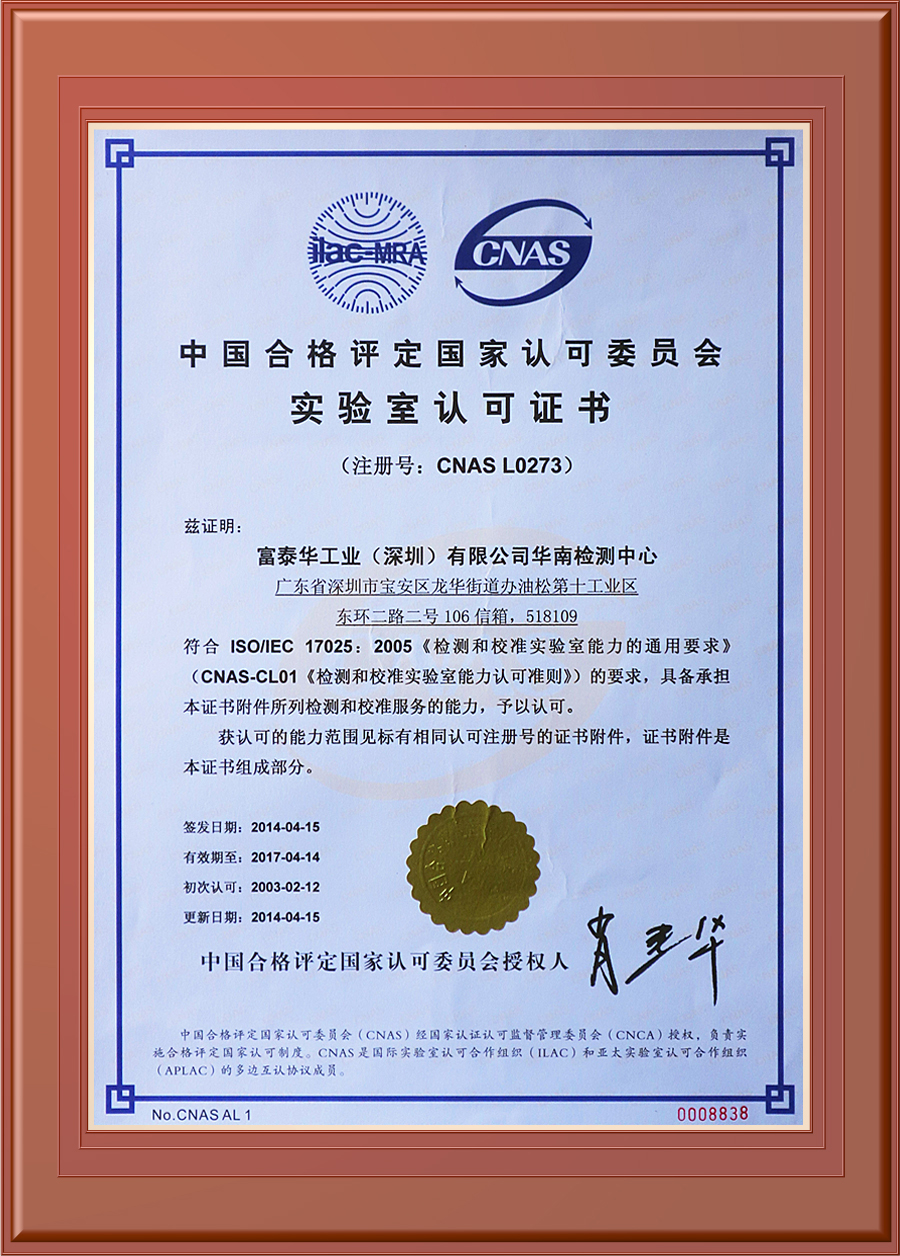 ilac-MRA
CNAS
中国合格评定国家认可委员会
实验室认可证书
（注册号：CNAS L0273）
兹证明：
富泰华工业（深圳）有限公司华南检测中心
广东省深圳市宝安区龙华街道办油松第十工业区
东环二路二号 106 信箱，518109
符合 ISO/IEC 17025：2005《检测和校准实验室能力的通用要求》
（CNAS-CL01《检测和校准实验室能力认可准则》）的要求，具备承担
本证书附件所列检测和校准服务的能力，予以认可。
获认可的能力范围见标有相同认可注册号的证书附件，证书附件是
本证书组成部分。
签发日期：2014-04-15
有效期至：2017-04-14
初次认可：2003-02-12
更新日期：2014-04-15
中国合格评定国家认可委员会授权人
中国合格评定国家认可委员会（CNAS）经国家认证认可监督管理委员会（CNCA）授权，负责实
施合格评定国家认可制度。CNAS 是国际实验室认可合作组织（ILAC）和亚太实验室认可合作组织
（APLAC）的多边互认协议成员。
No.CNAS AL 1
0008838